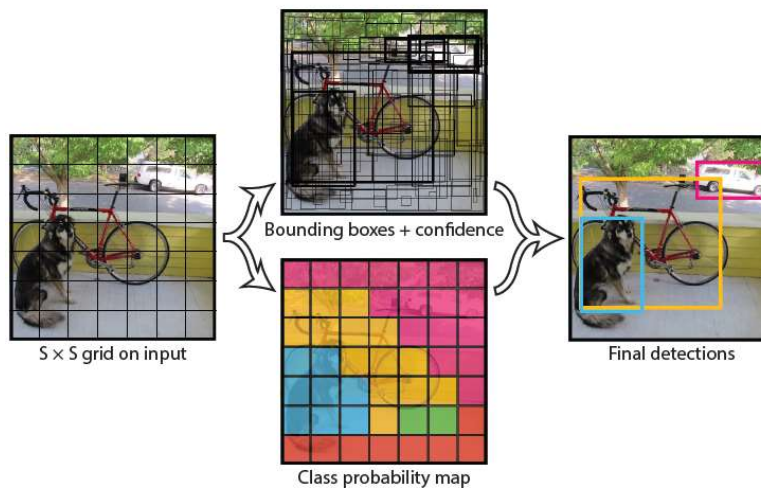 Bounding boxes + confidence
S × S grid on input
Final detections
Class probability map